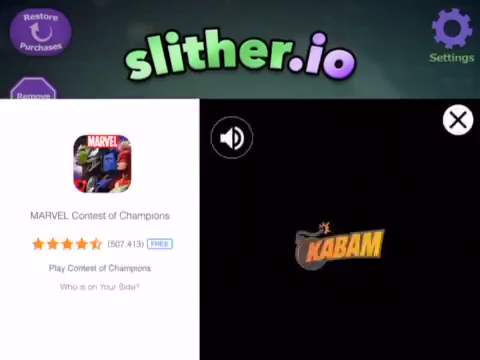 Restore
Purchases
slither.io
Settings
Remove
MARVEL
MARVEL Contest of Champions
(507,413) FREE
Play Contest of Champions
Who is on Your Side?
KABAM